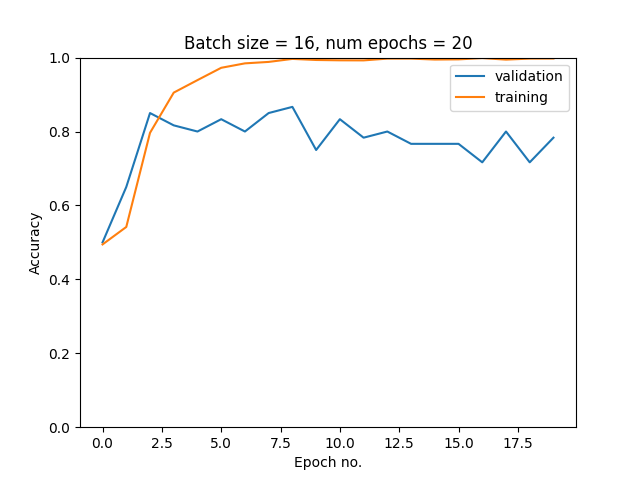 Batch size = 16, num epochs = 20
1.0
0.8
0.6
0.4
0.2
0.0
Accuracy
validation
training
0.0 2.5 5.0 7.5 10.0 12.5 15.0 17.5
Epoch no.